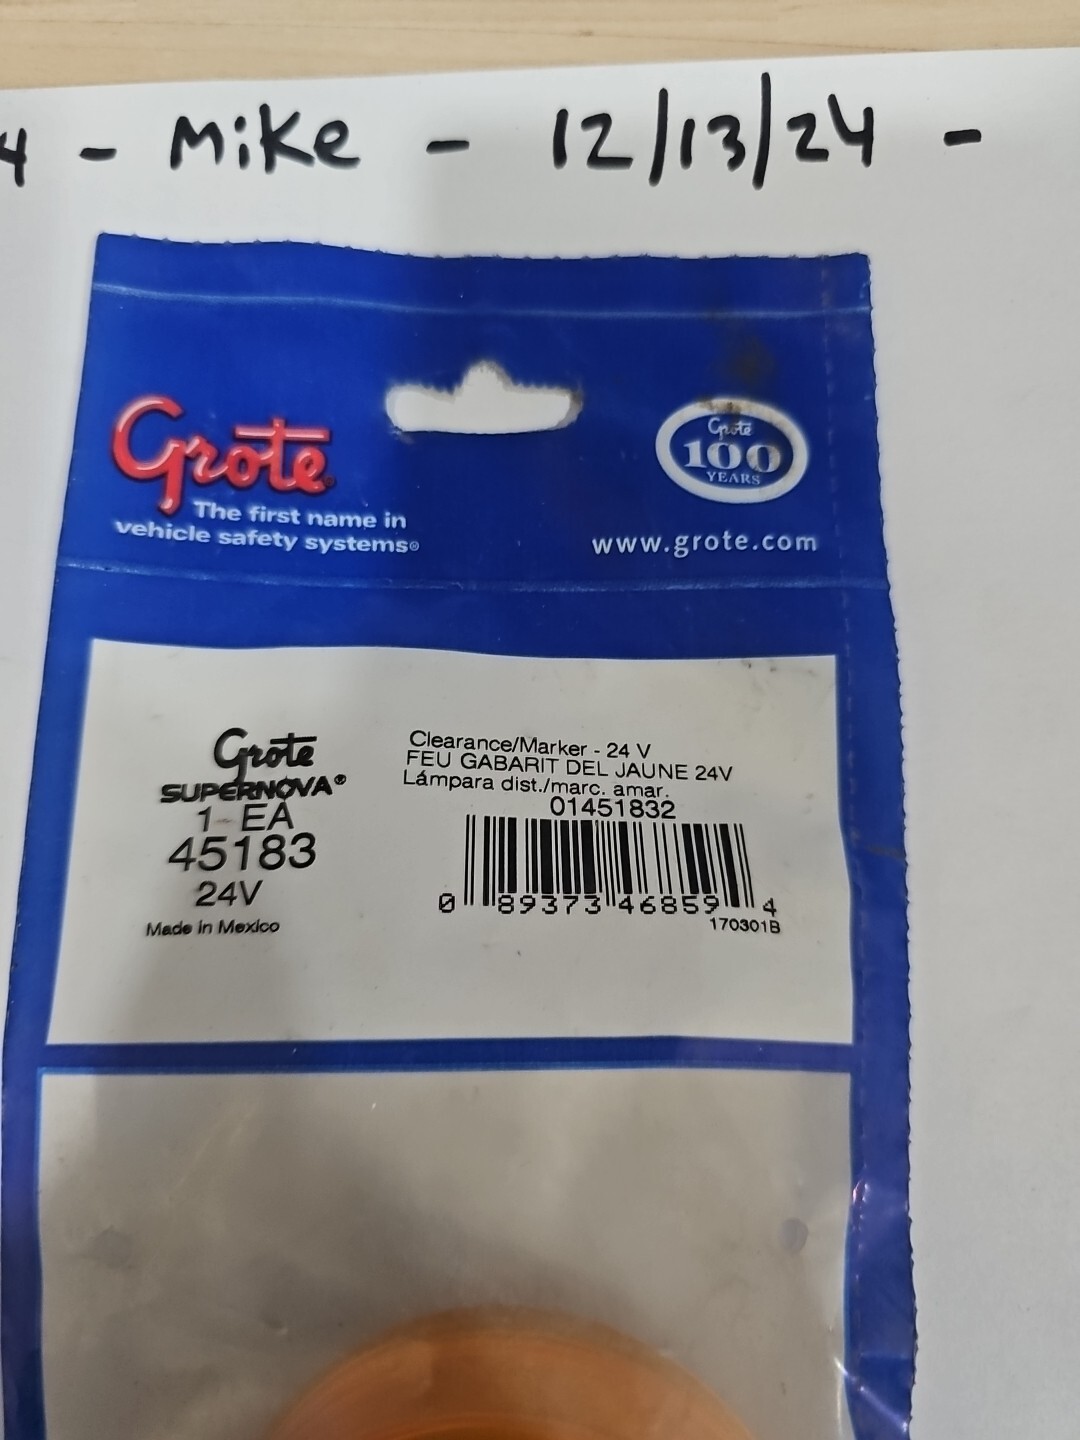 4 - Mike - 12/13/24 -
Grote
The first name in
vehicle safety systems®
Grote
100
YEARS
www.grote.com
Grote
SUPERNOVA®
1 EA
45183
24V
Made in Mexico
Clearance/Marker - 24 V
FEU GABARIT DEL JAUNE 24V
Lámpara dist./marc. amar.
01451832
0 89373 46859 4
170301B